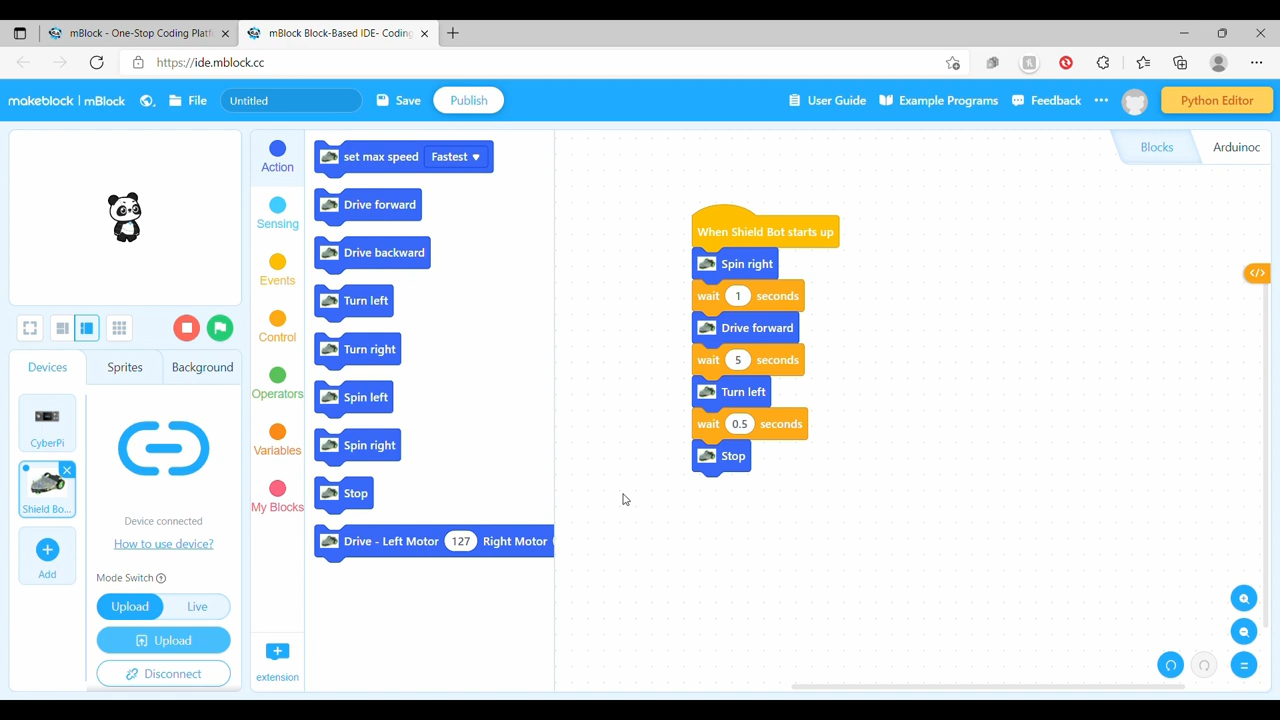 mBlock - One-Stop Coding Platf
mBlock Block-Based IDE- Coding
https://ide.mblock.cc
makeblock | mBlock
File
Untitled
Save
Publish
User Guide
Example Programs
Feedback
Python Editor
Blocks
Arduinoc
Action
Sensing
Events
Control
Operators
Variables
My Blocks
extension
set max speed Fastest
Drive forward
Drive backward
Turn left
Turn right
Spin left
Spin right
Stop
Drive - Left Motor 127 Right Motor
When Shield Bot starts up
Spin right
wait 1 seconds
Drive forward
wait 5 seconds
Turn left
wait 0.5 seconds
Stop
Devices
Sprites
Background
CyberPi
Shield Bo...
Add
Device connected
How to use device?
Mode Switch
Upload
Live
Upload
Disconnect